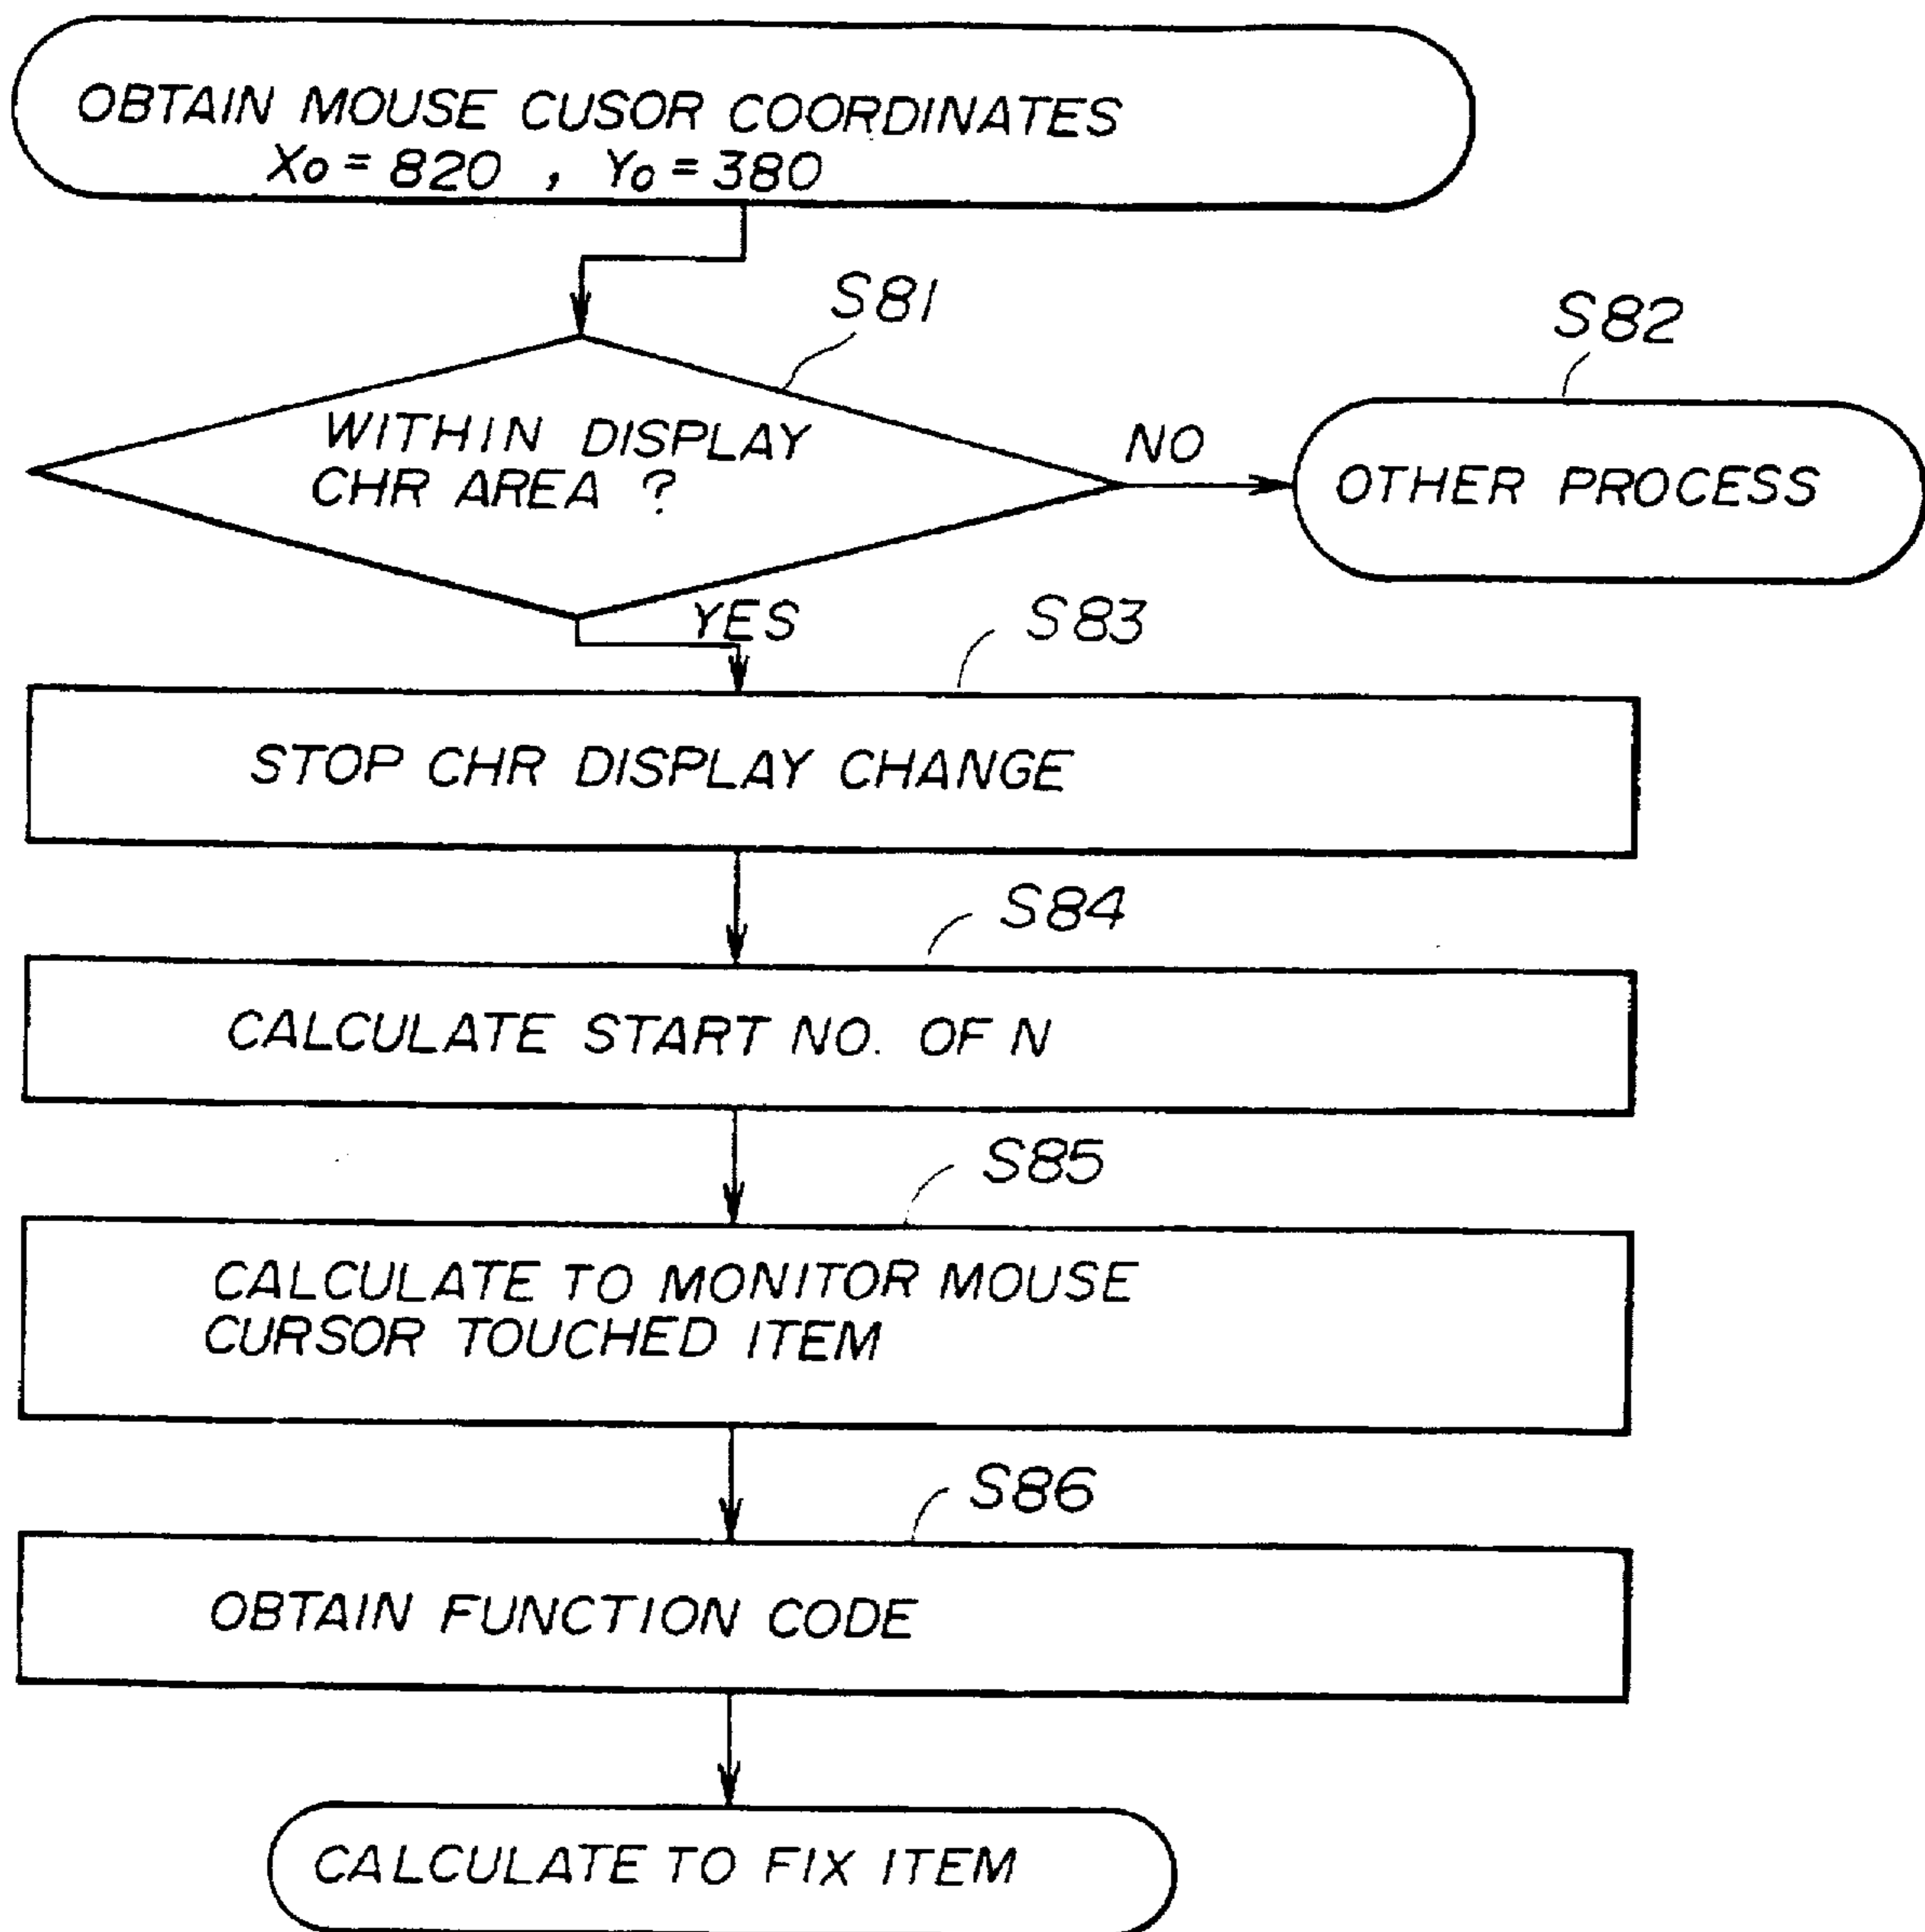 OBTAIN MOUSE CUSOR COORDINATES
Xo = 820 , Yo = 380
S81
S82
WITHIN DISPLAY
CHR AREA ?
NO
OTHER PROCESS
YES
S83
STOP CHR DISPLAY CHANGE
S84
CALCULATE START NO. OF N
S85
CALCULATE TO MONITOR MOUSE
CURSOR TOUCHED ITEM
S86
OBTAIN FUNCTION CODE
CALCULATE TO FIX ITEM